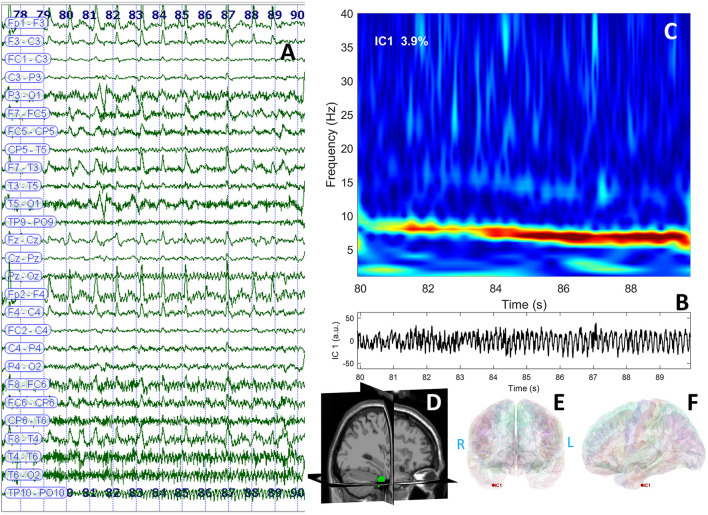 78 79 80 81 82 83 84 85 86 87 88 89 90
Fp1 - F3
F3 - C3
FC1 - C3
C3 - P3
P3 - O1
F7 - FC5
FC5 - CP5
CP5 - T5
F7 - T3
T3 - T5
T5 - O1
TP9 - PO9
Fz - Cz
Cz - Pz
Pz - Oz
Fp2 - F4
F4 - C4
FC2 - C4
C4 - P4
P4 - O2
F8 - FC6
FC6 - CP6
CP6 - T6
F8 - T4
T4 - T6
T6 - O2
TP10 - PO10
81 82 83 84 85 86 87 88 89 90
A
IC1 3.9%
C
Frequency (Hz)
40
35
30
25
20
15
10
5
80 82 84 86 88
Time (s)
B
IC 1 (a.u.)
50
0
-50
80 81 82 83 84 85 86 87 88 89
Time (s)
D
E
F
R
L
IC1
IC1